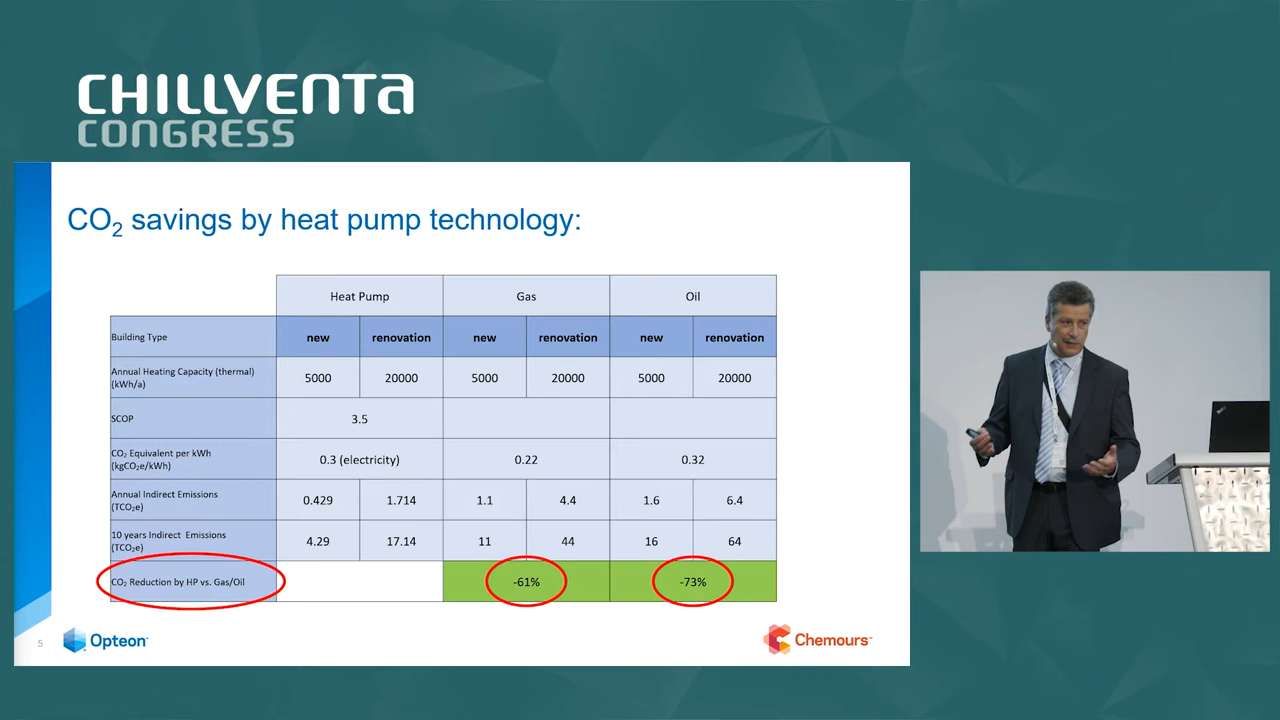 CHILLVENTA
CONGRESS
CO₂ savings by heat pump technology:
Heat Pump Gas Oil
Building Type new renovation new renovation new renovation
Annual Heating Capacity (thermal)
(kWh/a) 5000 20000 5000 20000 5000 20000
SCOP 3.5
CO₂ Equivalent per kWh
(kgCO₂e/kWh) 0.3 (electricity) 0.22 0.32
Annual Indirect Emissions
(TCO₂e) 0.429 1.714 1.1 4.4 1.6 6.4
10 years Indirect Emissions
(TCO₂e) 4.29 17.14 11 44 16 64
CO₂ Reduction by HP vs. Gas/Oil -61% -73%
5 Opteon™ Chemours™